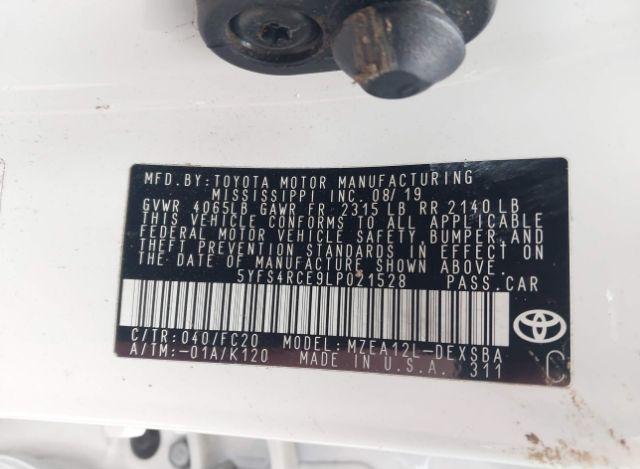 MFD.BY:TOYOTA MOTOR MANUFACTURING
MISSISSIPPI INC. 08/19
GVWR 4065LB GAWR FR 2315 LB RR 2140 LB
THIS VEHICLE CONFORMS TO ALL APPLICABLE
FEDERAL MOTOR VEHICLE SAFETY, BUMPER, AND
THEFT PREVENTION STANDARDS IN EFFECT ON
THE DATE OF MANUFACTURE SHOWN ABOVE.
5YFS4RCE9LP021528 PASS.CAR
C/TR: 040/FC20 MODEL: MZEA12L-DEXSBA
A/TM:-01A/K120 MADE IN U.S.A. 311
C